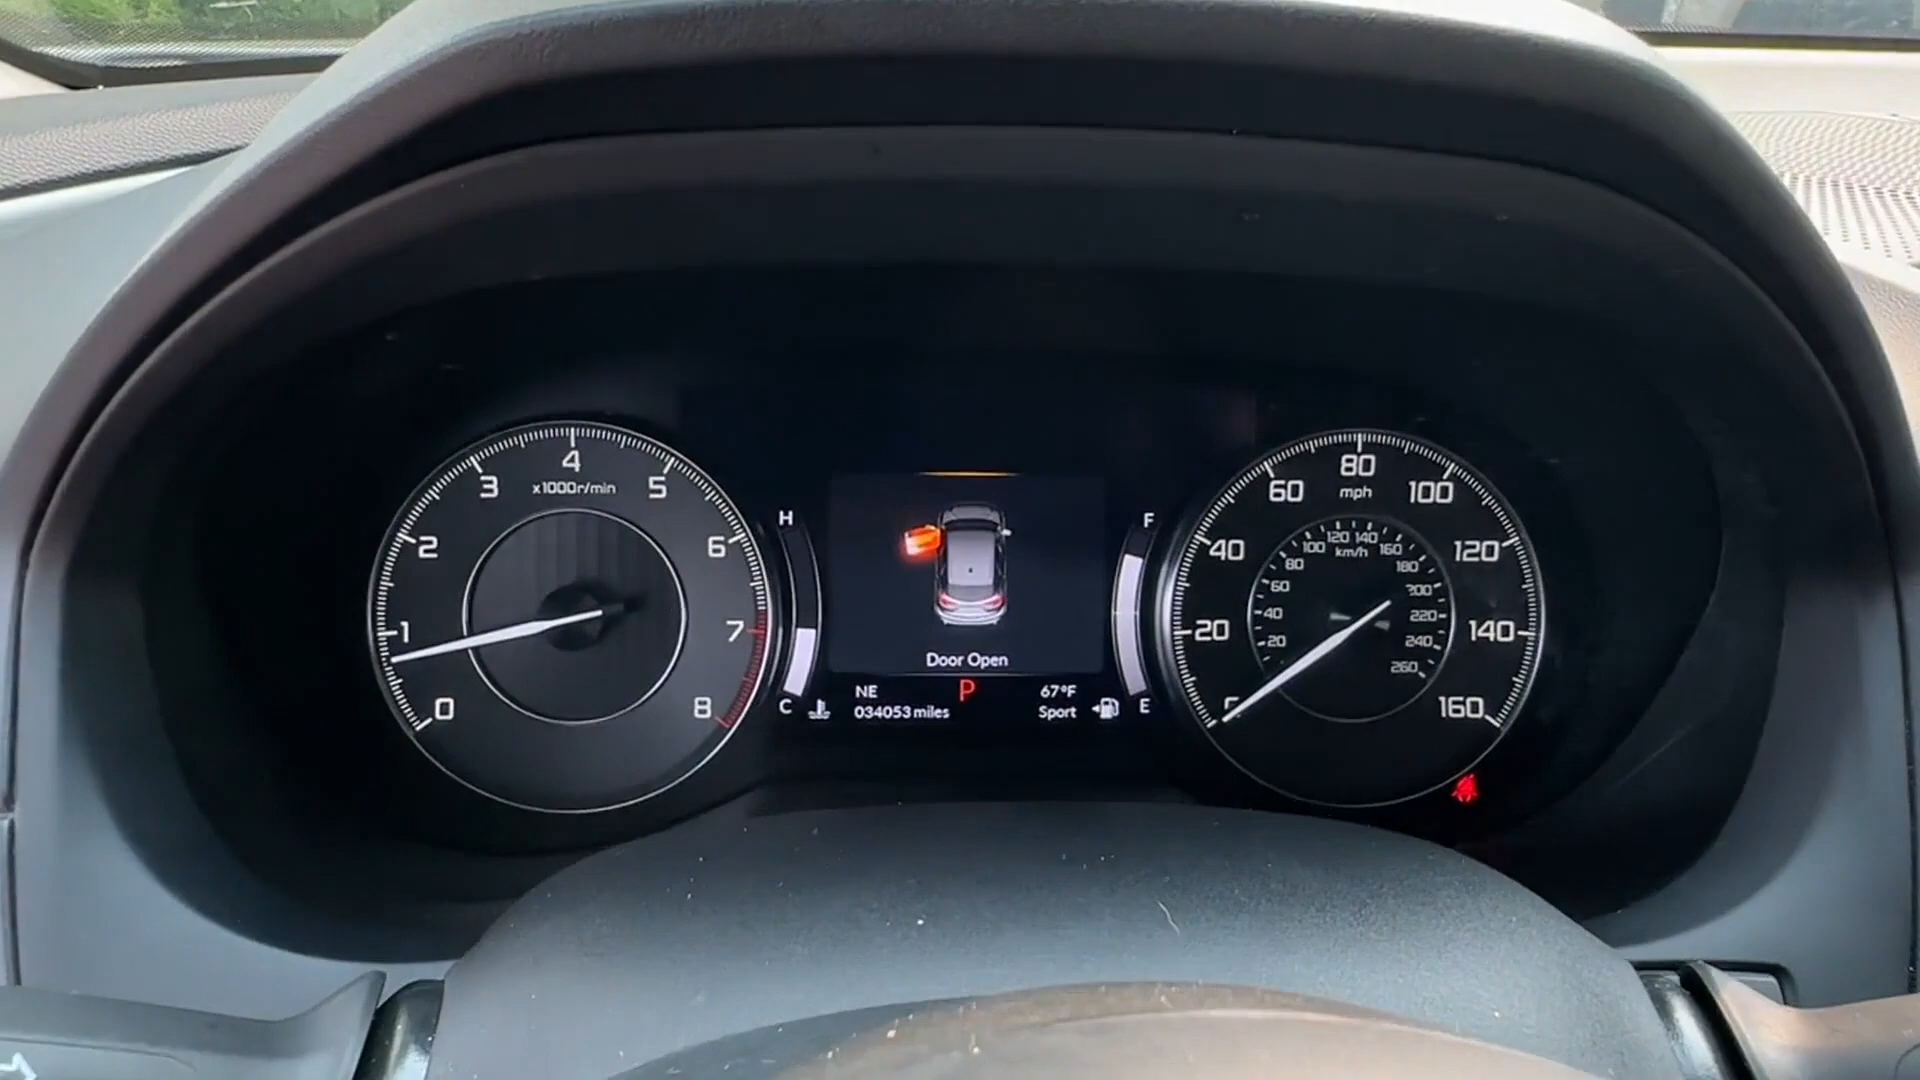 0
1
2
3
4
5
6
7
8
x1000r/min
H
C
Door Open
P
NE
034053 miles
67°F
Sport
F
E
20
40
60
80
100
120
140
160
mph
20
40
60
80
100
120
140
160
180
200
220
240
260
km/h